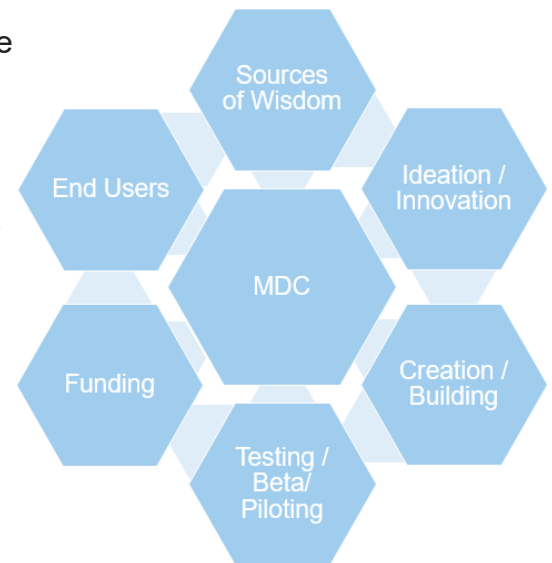 e
Sources
of Wisdom
Ideation /
Innovation
End Users
MDC
Creation /
Building
Funding
Testing /
Beta/
Piloting